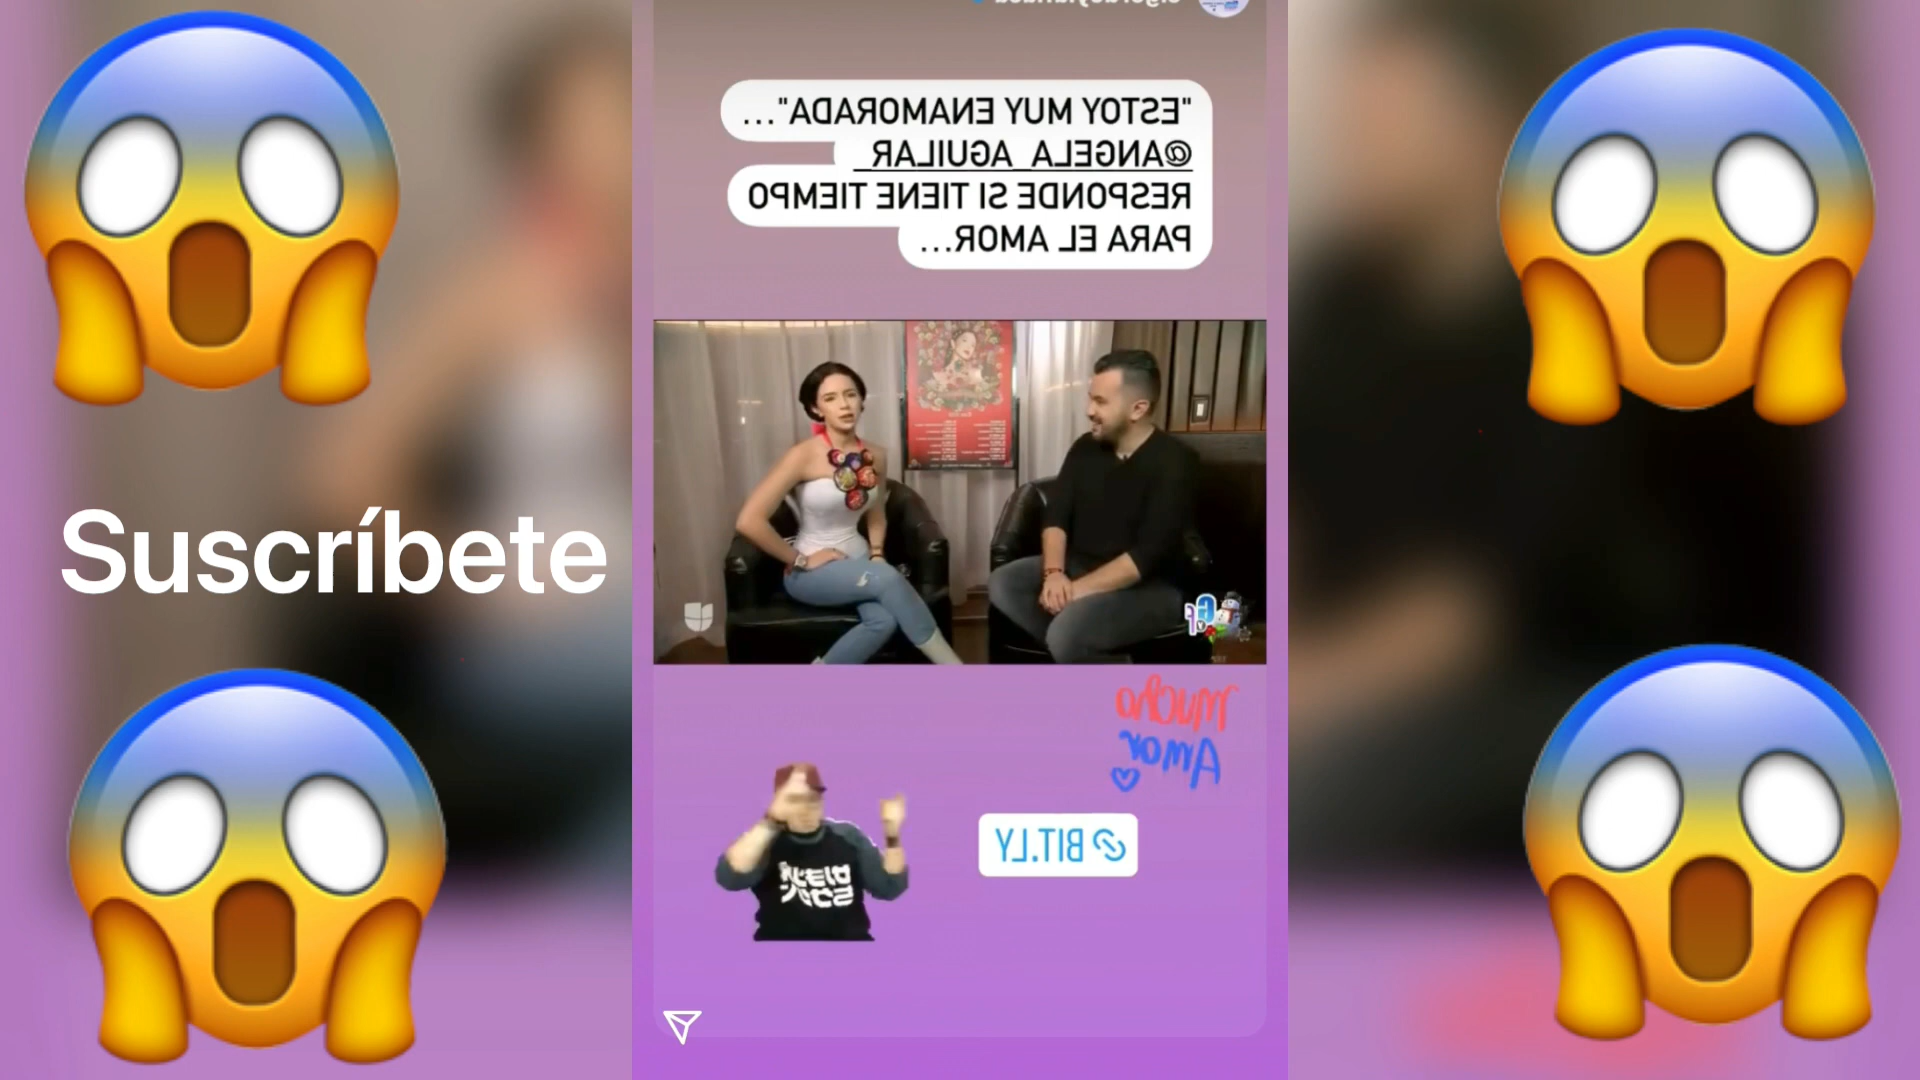 "ESTOY MUY ENAMORADA"...
@ANGELA_AGUILAR_
RESPONDE SI TIENE TIEMPO
PARA EL AMOR...
Suscríbete
mucho
Amor
BIT.LY